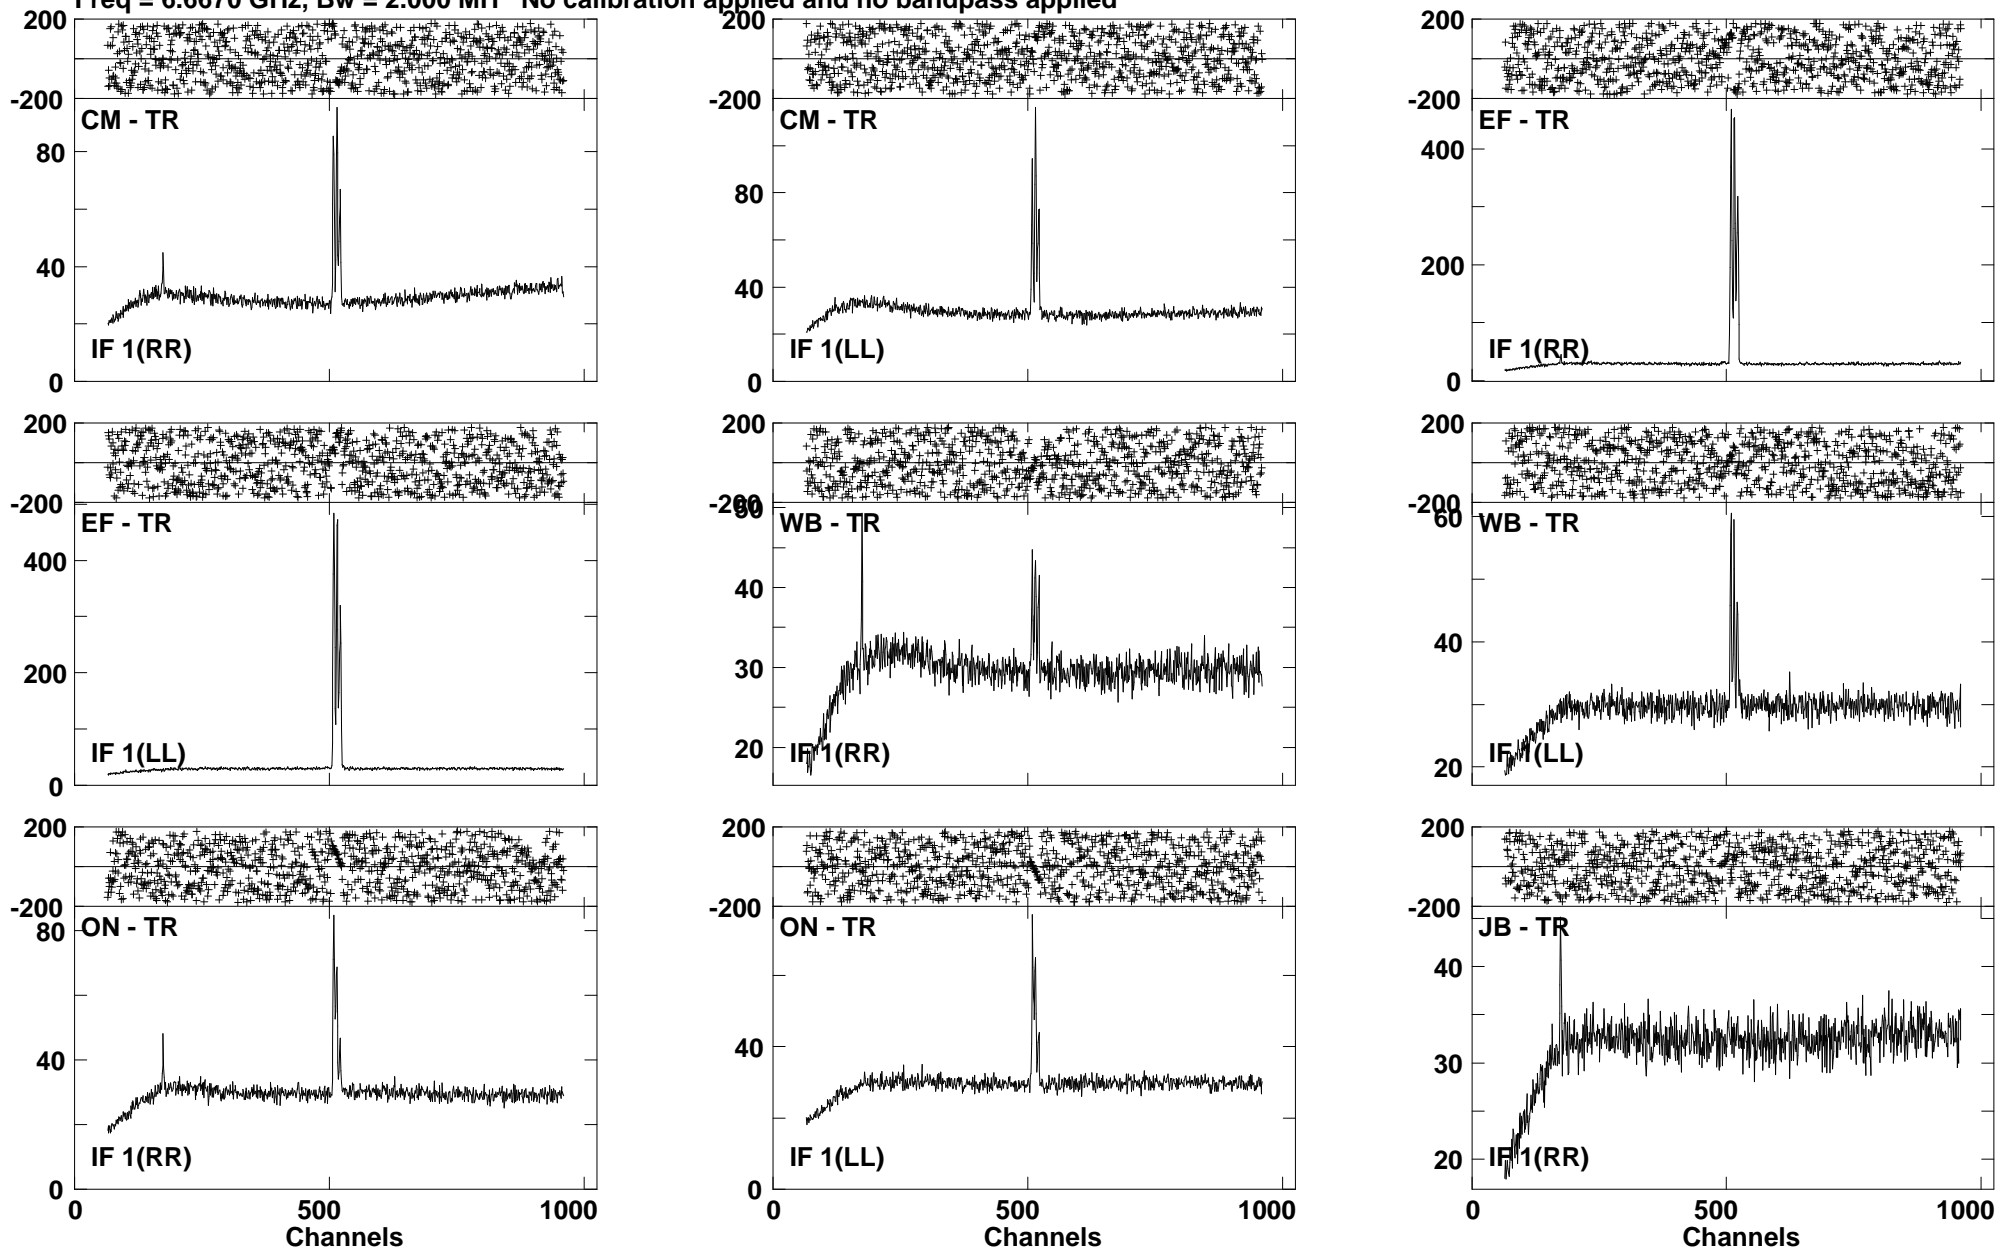 Freq = 6.6670 GHz, Bw = 2.000 MH No calibration applied and no bandpass applied
200
-200
CM - TR
80
40
0
IF 1(RR)
200
-200
CM - TR
80
40
0
IF 1(LL)
200
-200
EF - TR
400
200
0
IF 1(RR)
200
-200
EF - TR
400
200
0
IF 1(LL)
200
-200
50
WB - TR
40
30
20
IF 1(RR)
200
-200
60
WB - TR
40
20
IF 1(LL)
200
-200
ON - TR
80
40
0
IF 1(RR)
0 500 1000
Channels
200
-200
ON - TR
40
0
IF 1(LL)
0 500 1000
Channels
200
-200
JB - TR
40
30
20
IF 1(RR)
0 500 1000
Channels